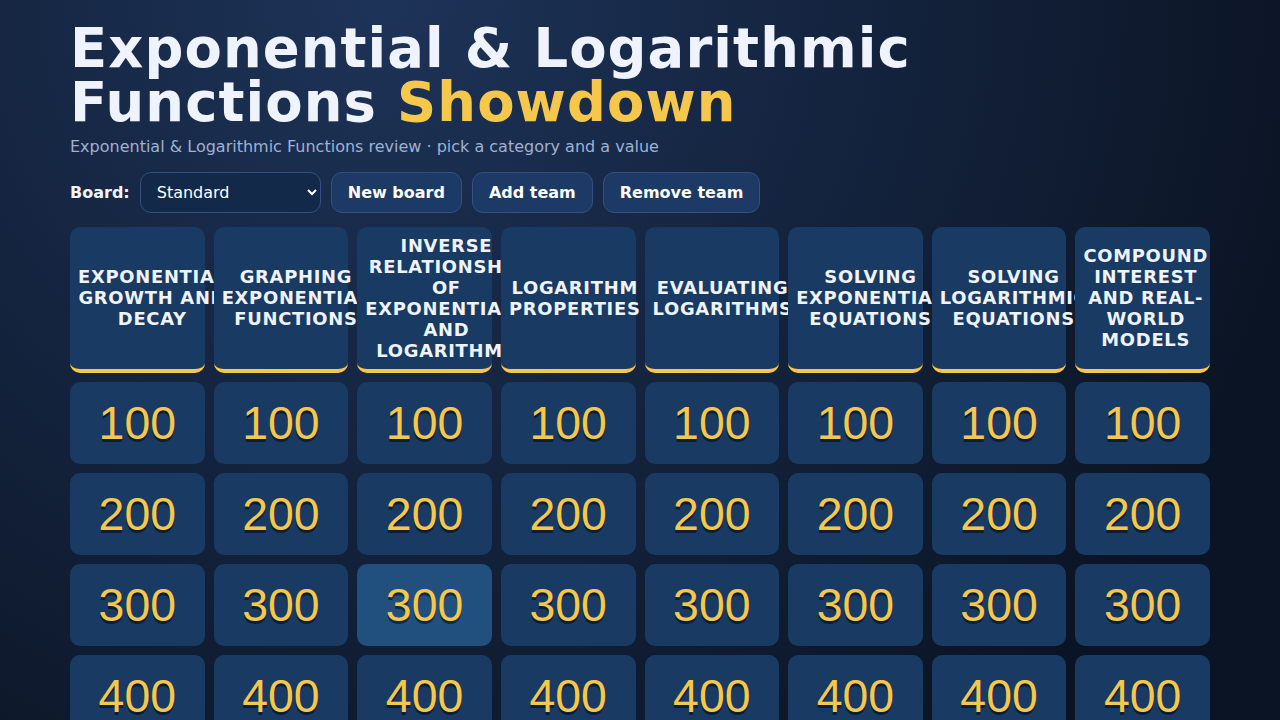 Exponential & Logarithmic
Functions Showdown
Exponential & Logarithmic Functions review · pick a category and a value
Board: Standard New board Add team Remove team
EXPONENTIA
GROWTH AND
DECAY
GRAPHING
EXPONENTIA
FUNCTIONS
INVERSE
RELATIONSH
OF
EXPONENTIA
AND
LOGARITHM
LOGARITHM
PROPERTIES
EVALUATING
LOGARITHMS
SOLVING
EXPONENTIA
EQUATIONS
SOLVING
LOGARITHMIC
EQUATIONS
COMPOUND
INTEREST
AND REAL-
WORLD
MODELS
100 100 100 100 100 100 100 100
200 200 200 200 200 200 200 200
300 300 300 300 300 300 300 300
400 400 400 400 400 400 400 400